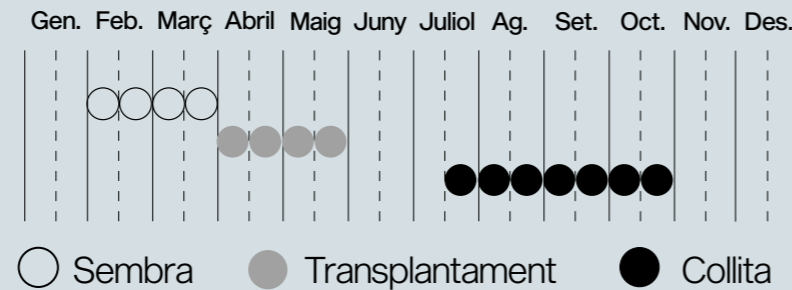 Gen. Feb. Març Abril Maig Juny Juliol Ag. Set. Oct. Nov. Des.
Sembra Transplantament Collita